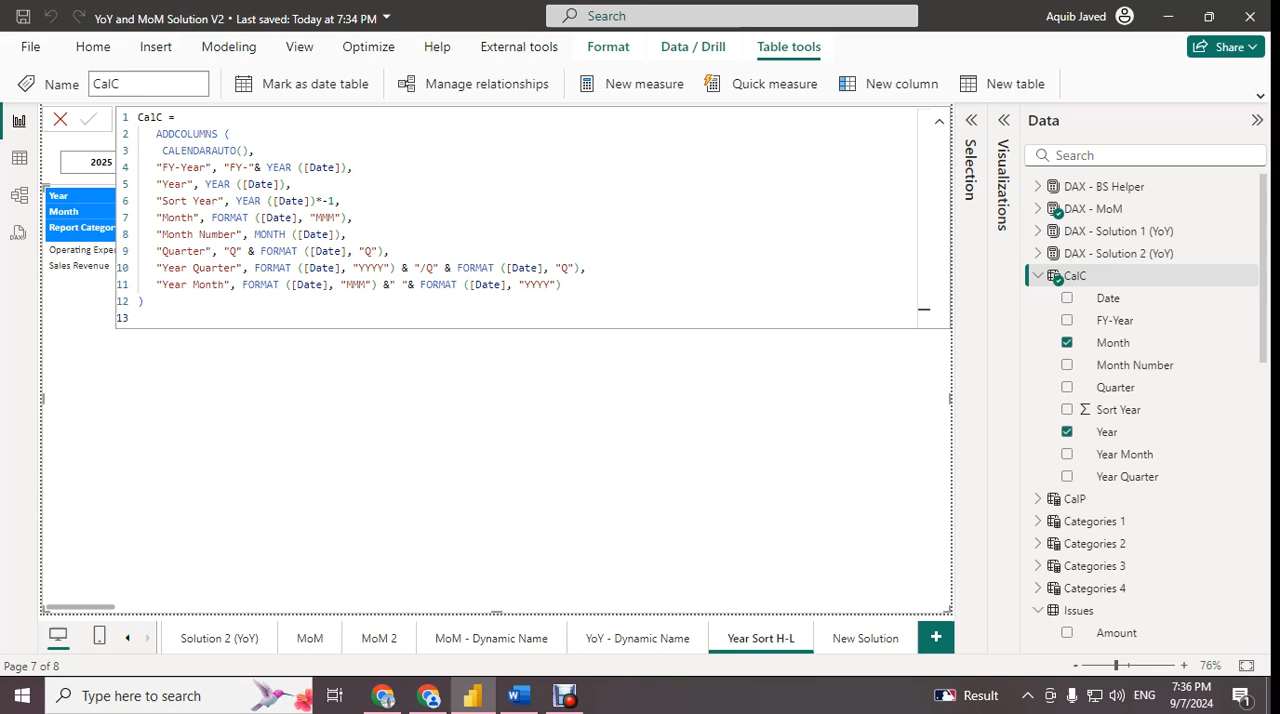 YoY and MoM Solution V2 • Last saved: Today at 7:34 PM
Search
Aquib Javed
File
Home
Insert
Modeling
View
Optimize
Help
External tools
Format
Data / Drill
Table tools
Share
Name
CalC
Mark as date table
Manage relationships
New measure
Quick measure
New column
New table
2025
Year
Month
Report Categor
Operating Expe
Sales Revenue
1 CalC =
2 ADDCOLUMNS (
3 CALENDARAUTO(),
4 "FY-Year", "FY-"& YEAR ([Date]),
5 "Year", YEAR ([Date]),
6 "Sort Year", YEAR ([Date])*-1,
7 "Month", FORMAT ([Date], "MMM"),
8 "Month Number", MONTH ([Date]),
9 "Quarter", "Q" & FORMAT ([Date], "Q"),
10 "Year Quarter", FORMAT ([Date], "YYYY") & "/Q" & FORMAT ([Date], "Q"),
11 "Year Month", FORMAT ([Date], "MMM") &" "& FORMAT ([Date], "YYYY")
12 )
13
Selection
Visualizations
Data
Search
DAX - BS Helper
DAX - MoM
DAX - Solution 1 (YoY)
DAX - Solution 2 (YoY)
CalC
Date
FY-Year
Month
Month Number
Quarter
Sort Year
Year
Year Month
Year Quarter
CalP
Categories 1
Categories 2
Categories 3
Categories 4
Issues
Amount
Solution 2 (YoY)
MoM
MoM 2
MoM - Dynamic Name
YoY - Dynamic Name
Year Sort H-L
New Solution
Page 7 of 8
76%
Type here to search
Result
ENG
7:36 PM
9/7/2024
1